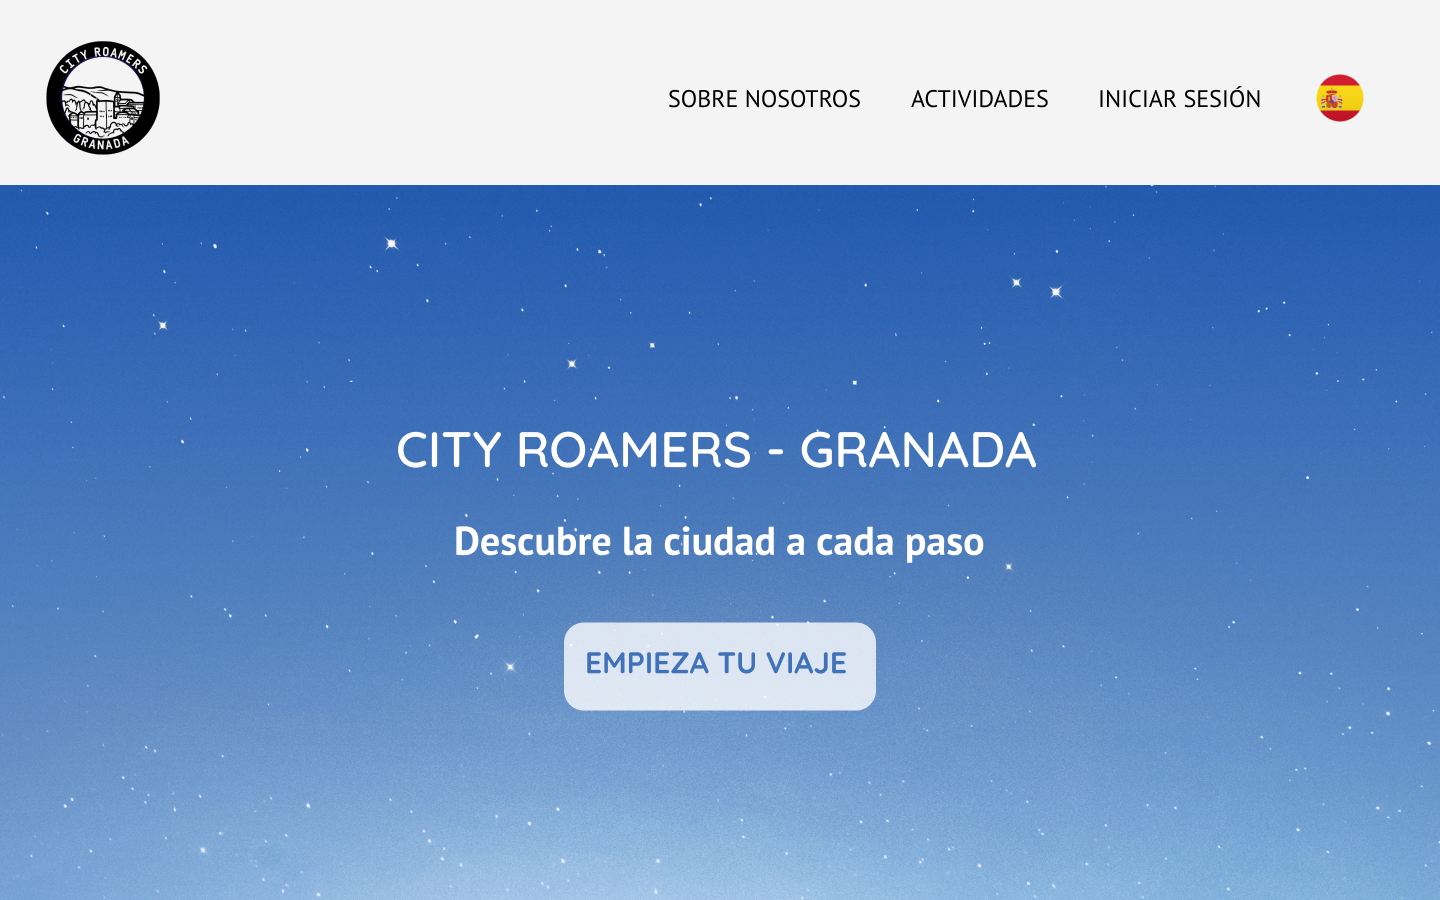 CITY ROAMERS
GRANADA
SOBRE NOSOTROS
ACTIVIDADES
INICIAR SESIÓN
CITY ROAMERS - GRANADA
Descubre la ciudad a cada paso
EMPIEZA TU VIAJE